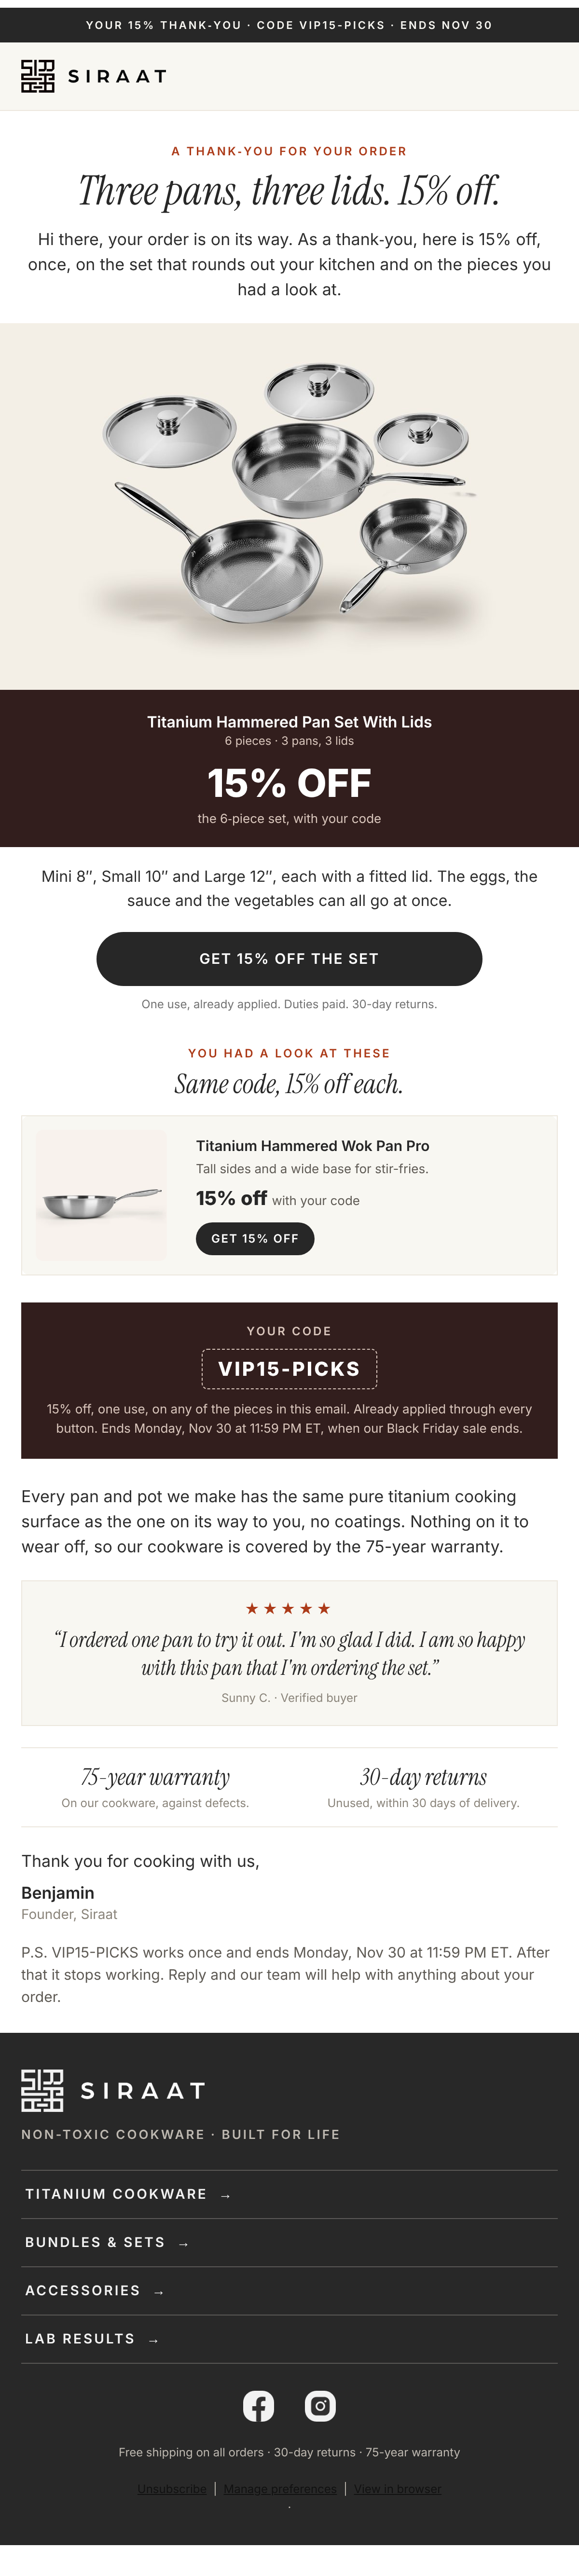 YOUR 15% THANK-YOU · CODE VIP15-PICKS · ENDS NOV 30
SIRAAT
A THANK-YOU FOR YOUR ORDER
Three pans, three lids. 15% off.
Hi there, your order is on its way. As a thank-you, here is 15% off,
once, on the set that rounds out your kitchen and on the pieces you
had a look at.
Titanium Hammered Pan Set With Lids
6 pieces · 3 pans, 3 lids
15% OFF
the 6-piece set, with your code
Mini 8″, Small 10″ and Large 12″, each with a fitted lid. The eggs, the
sauce and the vegetables can all go at once.
GET 15% OFF THE SET
One use, already applied. Duties paid. 30-day returns.
YOU HAD A LOOK AT THESE
Same code, 15% off each.
Titanium Hammered Wok Pan Pro
Tall sides and a wide base for stir-fries.
15% off with your code
GET 15% OFF
YOUR CODE
VIP15-PICKS
15% off, one use, on any of the pieces in this email. Already applied through every
button. Ends Monday, Nov 30 at 11:59 PM ET, when our Black Friday sale ends.
Every pan and pot we make has the same pure titanium cooking
surface as the one on its way to you, no coatings. Nothing on it to
wear off, so our cookware is covered by the 75-year warranty.
★★★★★
“I ordered one pan to try it out. I'm so glad I did. I am so happy
with this pan that I'm ordering the set.”
Sunny C. · Verified buyer
75-year warranty
On our cookware, against defects.
30-day returns
Unused, within 30 days of delivery.
Thank you for cooking with us,
Benjamin
Founder, Siraat
P.S. VIP15-PICKS works once and ends Monday, Nov 30 at 11:59 PM ET. After
that it stops working. Reply and our team will help with anything about your
order.
SIRAAT
NON-TOXIC COOKWARE · BUILT FOR LIFE
TITANIUM COOKWARE →
BUNDLES & SETS →
ACCESSORIES →
LAB RESULTS →
Free shipping on all orders · 30-day returns · 75-year warranty
Unsubscribe | Manage preferences | View in browser
.